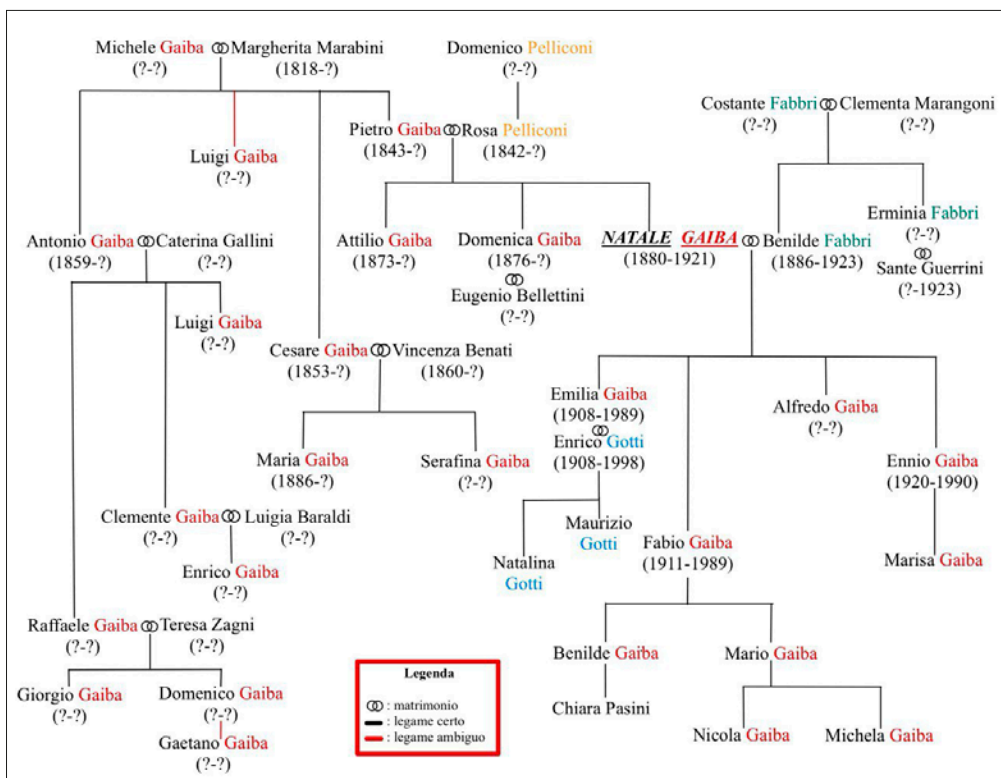 Michele Gaiba Margherita Marabini
(?-?) (1818-?)
Domenico Pelliconi
(?-?)
Costante Fabbri Clementa Marangoni
(?-?) (?-?)
Pietro Gaiba Rosa Pelliconi
(1843-?) (1842-?)
Luigi Gaiba
(?-?)
Erminia Fabbri
(?-?)
Sante Guerrini
(?-1923)
Antonio Gaiba Caterina Gallini
(1859-?) (?-?)
Attilio Gaiba
(1873-?)
Domenica Gaiba
(1876-?)
Eugenio Bellettini
(?-?)
NATALE GAIBA Benilde Fabbri
(1880-1921) (1886-1923)
Luigi Gaiba
(?-?)
Cesare Gaiba Vincenza Benati
(1853-?) (1860-?)
Emilia Gaiba
(1908-1989)
Enrico Gotti
(1908-1998)
Alfredo Gaiba
(?-?)
Ennio Gaiba
(1920-1990)
Maria Gaiba
(1886-?)
Serafina Gaiba
(?-?)
Clemente Gaiba Luigia Baraldi
(?-?) (?-?)
Enrico Gaiba
(?-?)
Natalina
Gotti
Maurizio
Gotti
Fabio Gaiba
(1911-1989)
Marisa Gaiba
Raffaele Gaiba Teresa Zagni
(?-?) (?-?)
Giorgio Gaiba
(?-?)
Domenico Gaiba
(?-?)
Gaetano Gaiba
(?-?)
Benilde Gaiba
Chiara Pasini
Mario Gaiba
Nicola Gaiba
Michela Gaiba
Legenda
: matrimonio
: legame certo
: legame ambiguo